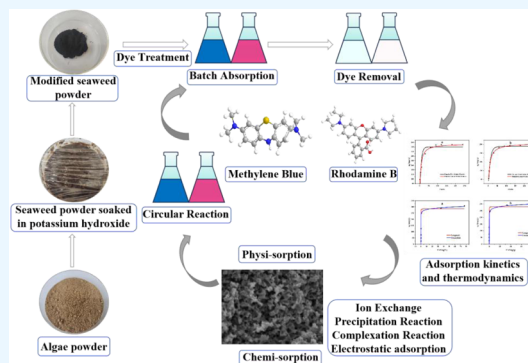 Modified seaweed
powder
Dye Treatment
Batch Absorption
Dye Removal
Seaweed powder soaked
in potassium hydroxide
Algae powder
Methylene Blue
Rhodamine B
Circular Reaction
Adsorption kinetics
and thermodynamics
Physi-sorption
Chemi-sorption
Ion Exchange
Precipitation Reaction
Complexation Reaction
Electrostatic adsorption